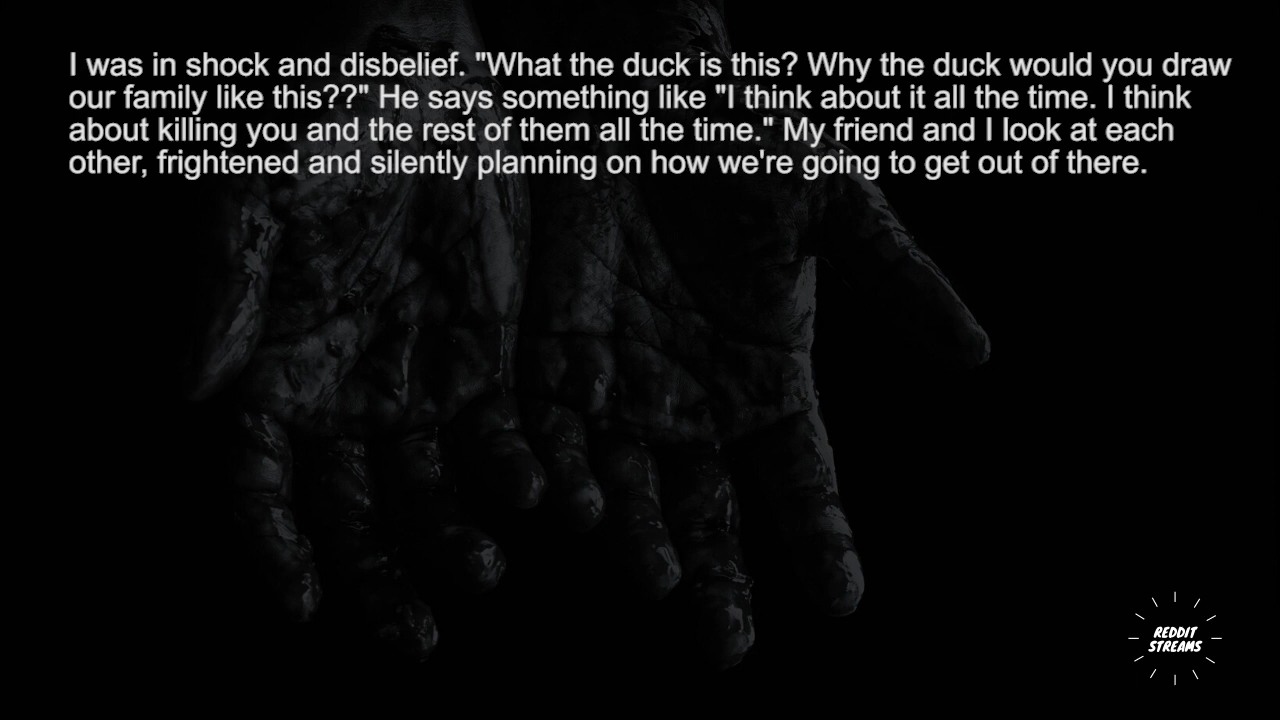 I was in shock and disbelief. "What the duck is this? Why the duck would you draw
our family like this??" He says something like "I think about it all the time. I think
about killing you and the rest of them all the time." My friend and I look at each
other, frightened and silently planning on how we're going to get out of there.
REDDIT
STREAMS